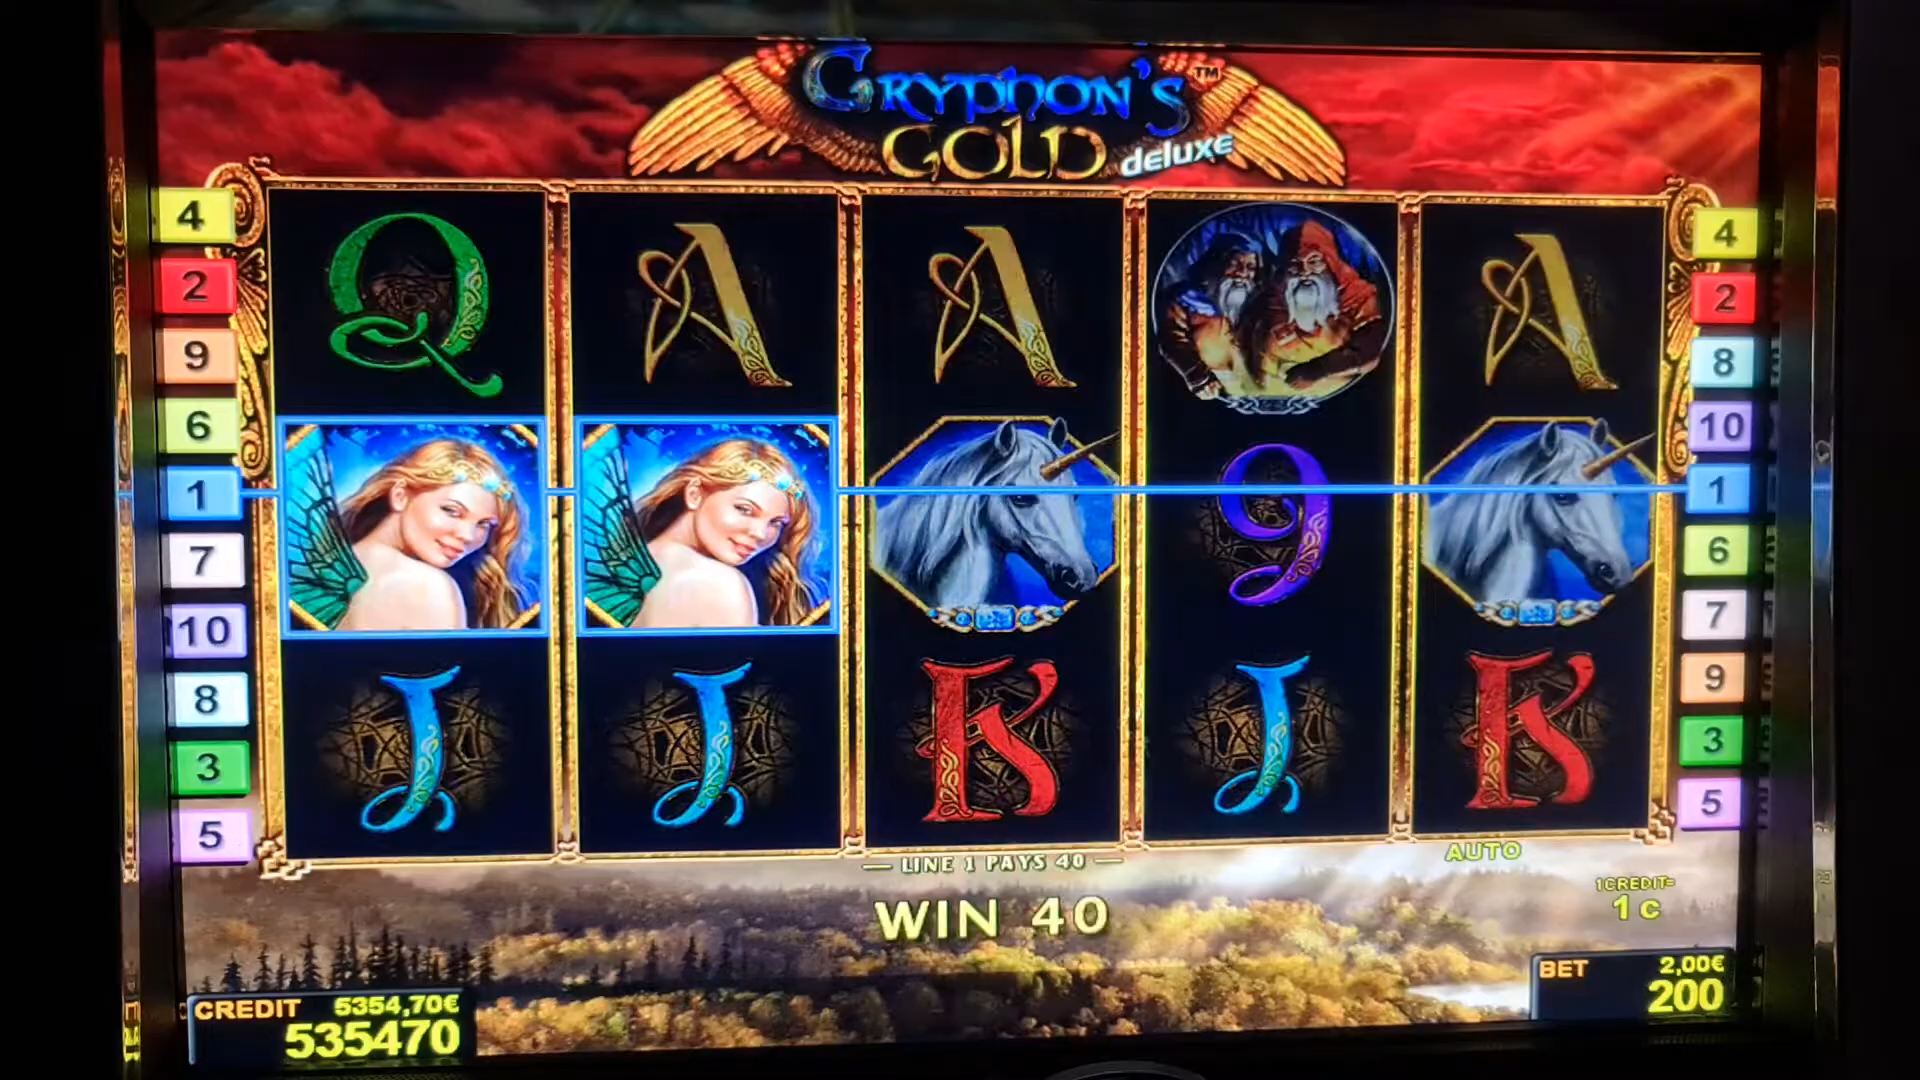 GRYPHON'S™
GOLD deluxe
4 Q A A A 4
2 2
9 8
6 10
1 9 1
7 6
10 7
8 J J K J K 9
3 3
5 5
— LINE 1 PAYS 40 —
AUTO
1CREDIT=
1 C
WIN 40
BET 2,00€
200
CREDIT 5354,70€
535470